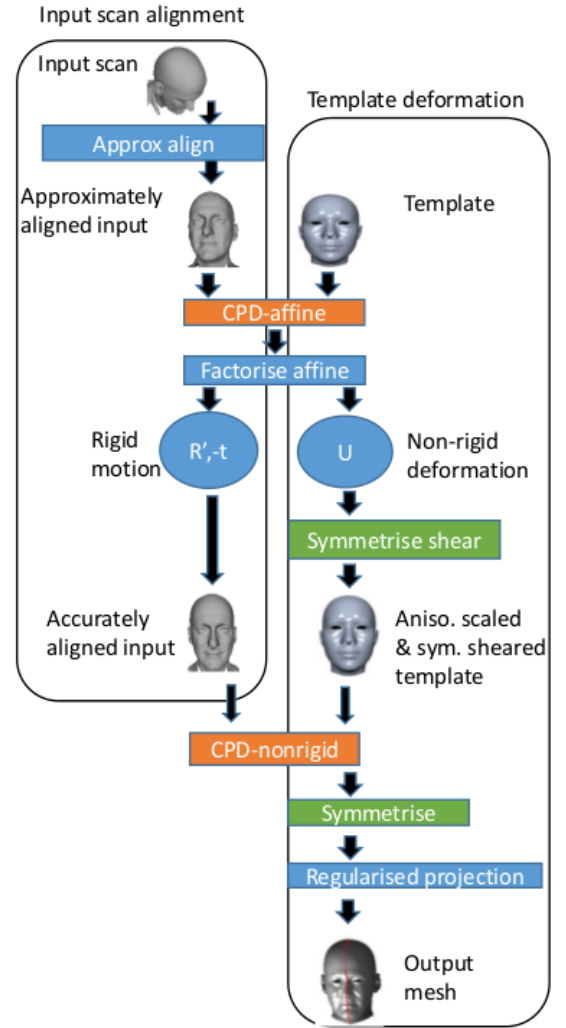 Input scan alignment
Input scan
Template deformation
Approx align
Approximately
aligned input
Template
CPD-affine
Factorise affine
Rigid
motion
R',-t
U
Non-rigid
deformation
Symmetrise shear
Accurately
aligned input
Aniso. scaled
& sym. sheared
template
CPD-nonrigid
Symmetrise
Regularised projection
Output
mesh